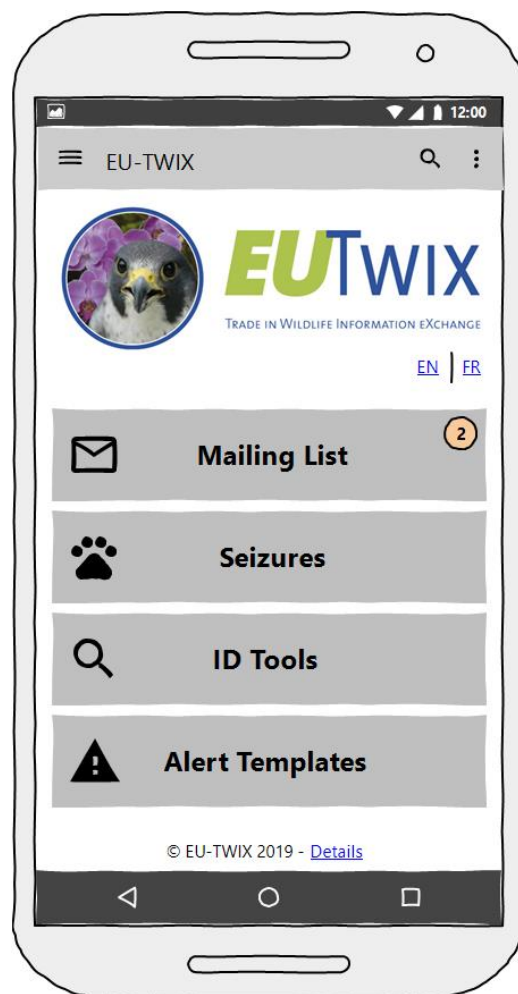 12:00
EU-TWIX
EUTWIX
TRADE IN WILDLIFE INFORMATION EXCHANGE
EN | FR
2
Mailing List
Seizures
ID Tools
Alert Templates
© EU-TWIX 2019 - Details